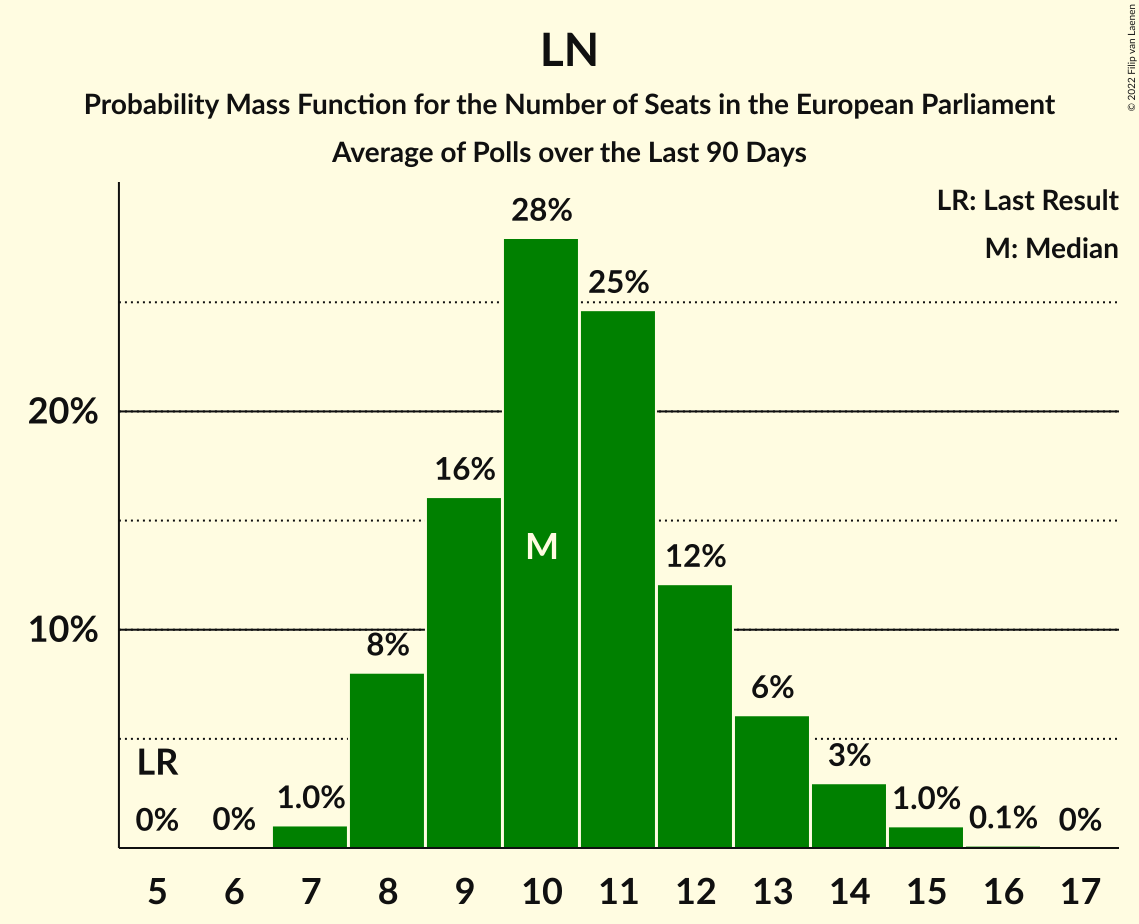 LN
Probability Mass Function for the Number of Seats in the European Parliament
Average of Polls over the Last 90 Days
© 2022 Filip van Laenen
LR: Last Result
M: Median
28%
25%
20%
16%
M
12%
10%
8%
6%
LR
3%
0% 0% 1.0% 1.0% 0.1% 0%
5 6 7 8 9 10 11 12 13 14 15 16 17